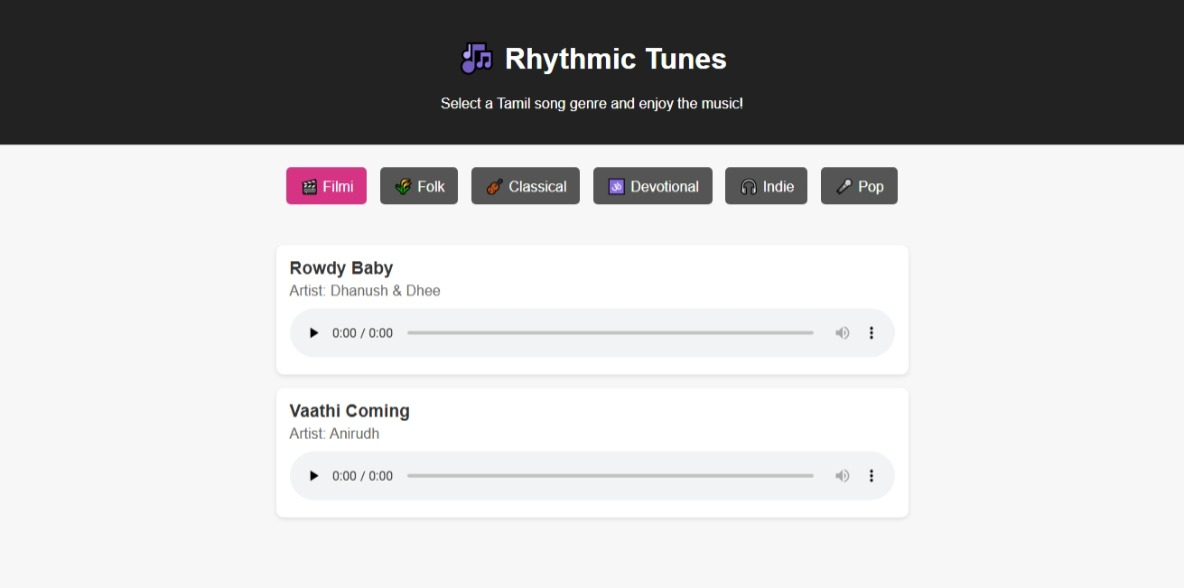 🎶 Rhythmic Tunes
Select a Tamil song genre and enjoy the music!
🎬 Filmi 🌾 Folk 🎻 Classical 🕉 Devotional 🎧 Indie 🎤 Pop
Rowdy Baby
Artist: Dhanush & Dhee
0:00 / 0:00
Vaathi Coming
Artist: Anirudh
0:00 / 0:00